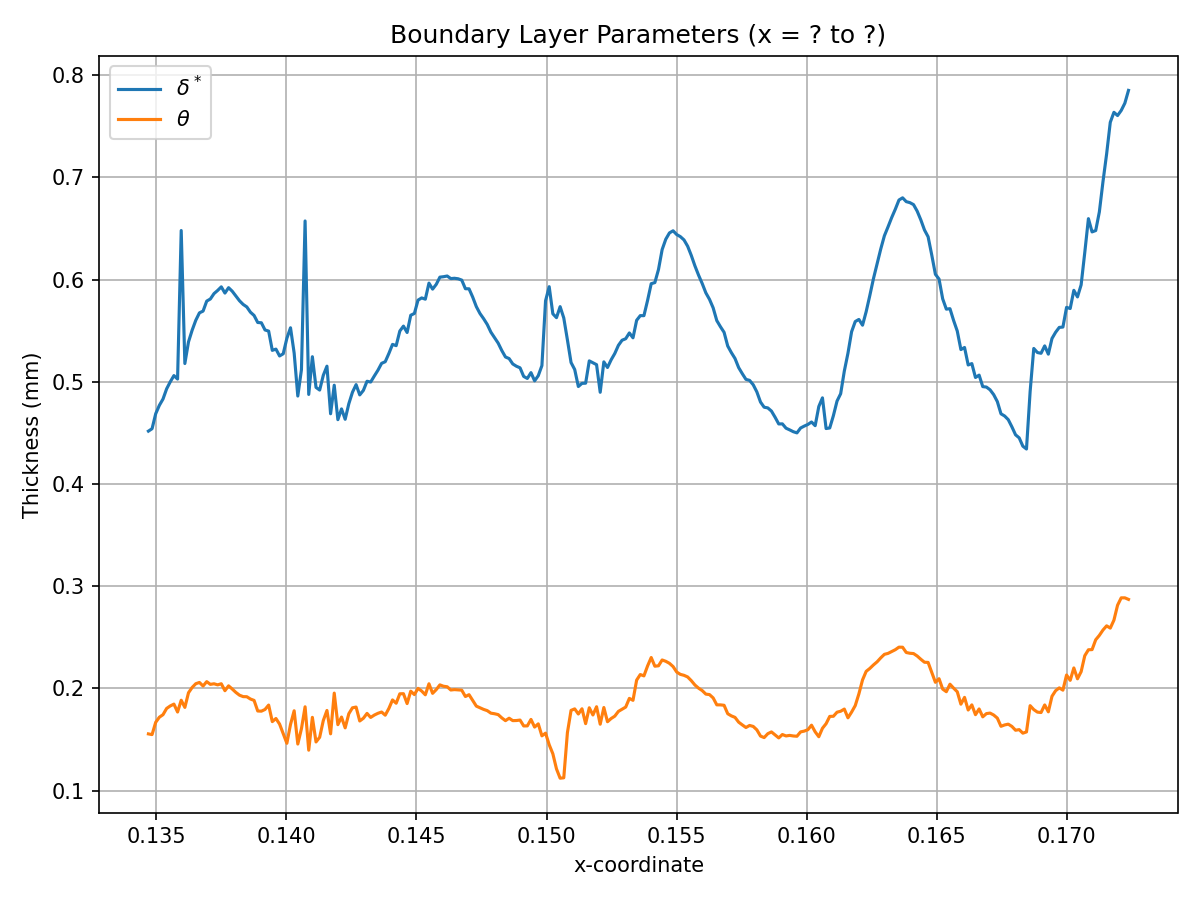 Boundary Layer Parameters (x = ? to ?)
δ*
θ
Thickness (mm)
0.8
0.7
0.6
0.5
0.4
0.3
0.2
0.1
0.135 0.140 0.145 0.150 0.155 0.160 0.165 0.170
x-coordinate